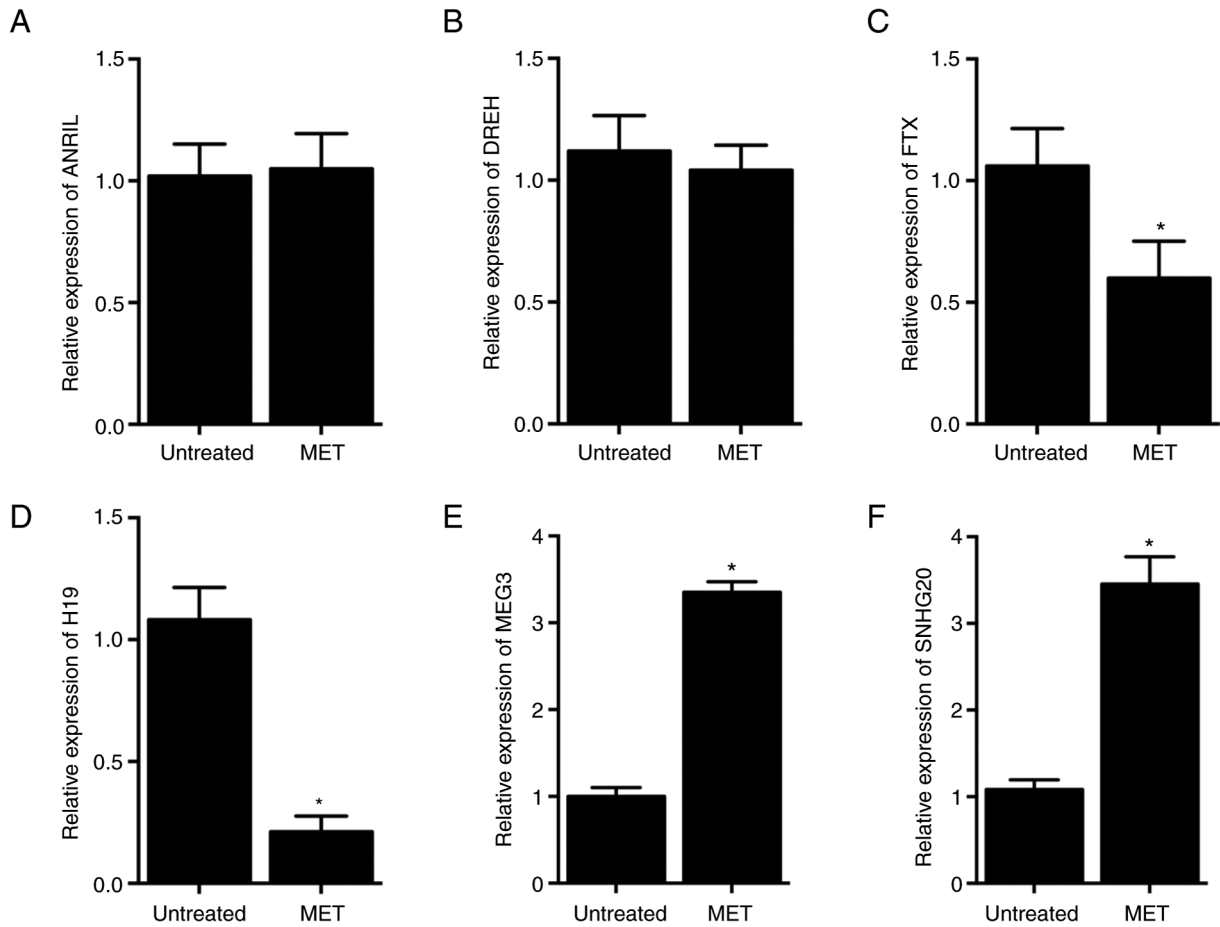 A
Relative expression of ANRIL
1.5
1.0
0.5
0.0
Untreated
MET
B
Relative expression of DREH
1.5
1.0
0.5
0.0
Untreated
MET
C
Relative expression of FTX
1.5
1.0
0.5
0.0
*
Untreated
MET
D
Relative expression of H19
1.5
1.0
0.5
0.0
*
Untreated
MET
E
Relative expression of MEG3
4
3
2
1
0
*
Untreated
MET
F
Relative expression of SNHG20
4
3
2
1
0
*
Untreated
MET